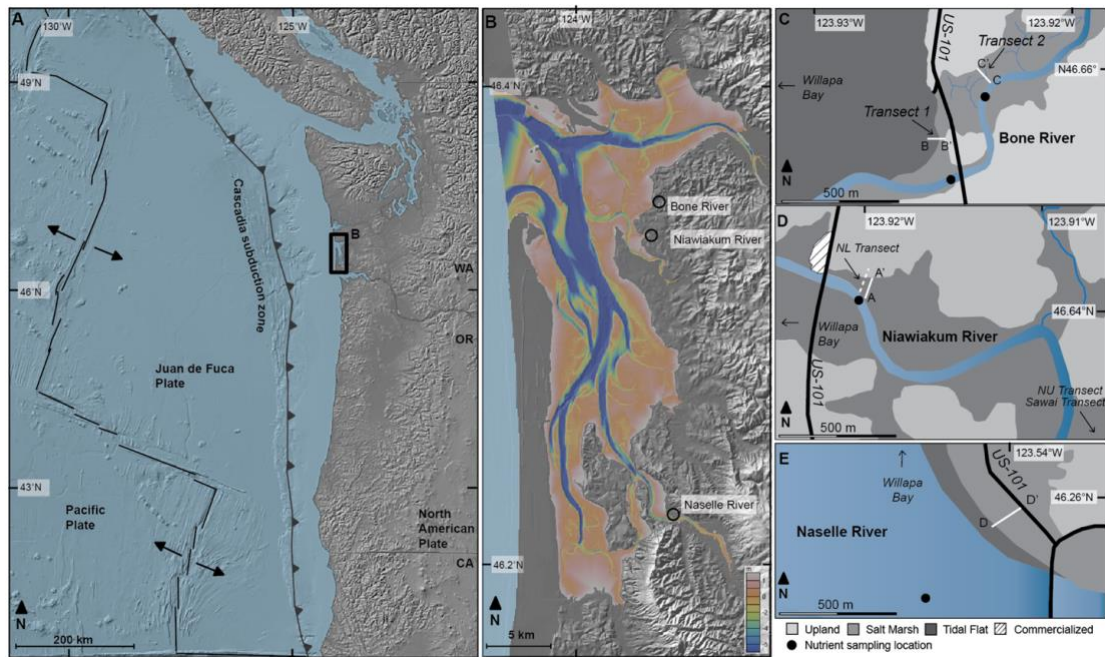 A
130°W
125°W
49°N
46°N
43°N
Cascadia subduction zone
B
WA
OR
CA
Juan de Fuca
Plate
Pacific
Plate
North
American
Plate
N
200 km
B
124°W
46.4°N
46.2°N
Bone River
Niawiakum River
Naselle River
N
5 km
C
123.93°W
123.92°W
US-101
Transect 2
C'
C
N46.66°
Willapa
Bay
Transect 1
B
B'
Bone River
N
500 m
D
123.92°W
123.91°W
NL Transect
A'
A
46.64°N
Willapa
Bay
Niawiakum River
US-101
NU Transect
Sawal Transect
N
500 m
E
123.54°W
US-101
Willapa
Bay
46.26°N
D'
D
Naselle River
N
500 m
Upland
Salt Marsh
Tidal Flat
Commercialized
Nutrient sampling location